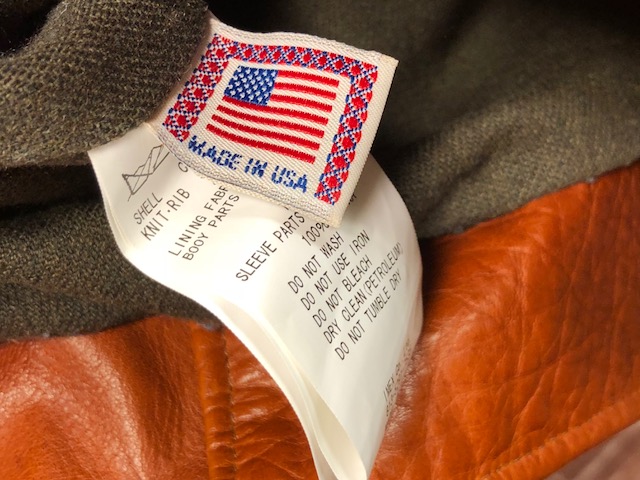 MADE IN USA
SHELL
KNIT-RIB
LINING FABR
BODY PARTS
SLEEVE PARTS
100%
DO NOT WASH
DO NOT USE IRON
DO NOT BLEACH
DRY CLEAN(PETROLEUM)
DO NOT TUMBLE DRY